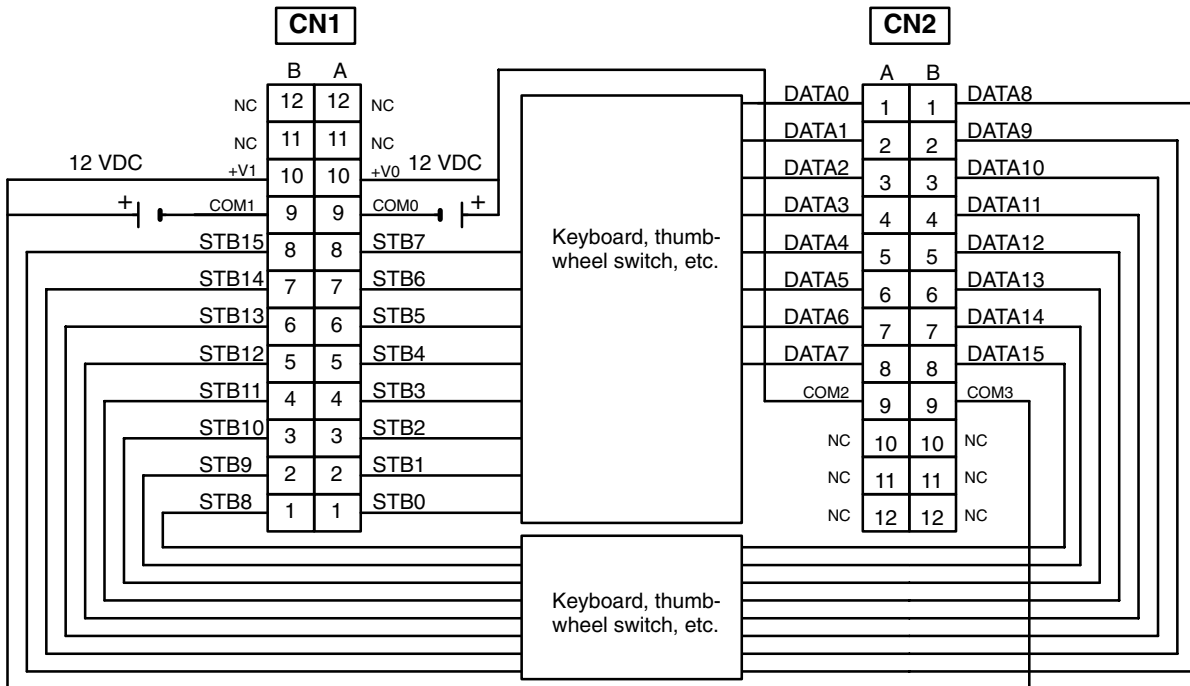 CN1
CN2
B A
A B
NC 12 12 NC
NC 11 11 NC
12 VDC +V1 10 10 +V0 12 VDC
+ COM1 9 9 COM0 +
STB15 8 8 STB7
STB14 7 7 STB6
STB13 6 6 STB5
STB12 5 5 STB4
STB11 4 4 STB3
STB10 3 3 STB2
STB9 2 2 STB1
STB8 1 1 STB0
Keyboard, thumb-
wheel switch, etc.
Keyboard, thumb-
wheel switch, etc.
DATA0 1 1 DATA8
DATA1 2 2 DATA9
DATA2 3 3 DATA10
DATA3 4 4 DATA11
DATA4 5 5 DATA12
DATA5 6 6 DATA13
DATA6 7 7 DATA14
DATA7 8 8 DATA15
COM2 9 9 COM3
NC 10 10 NC
NC 11 11 NC
NC 12 12 NC